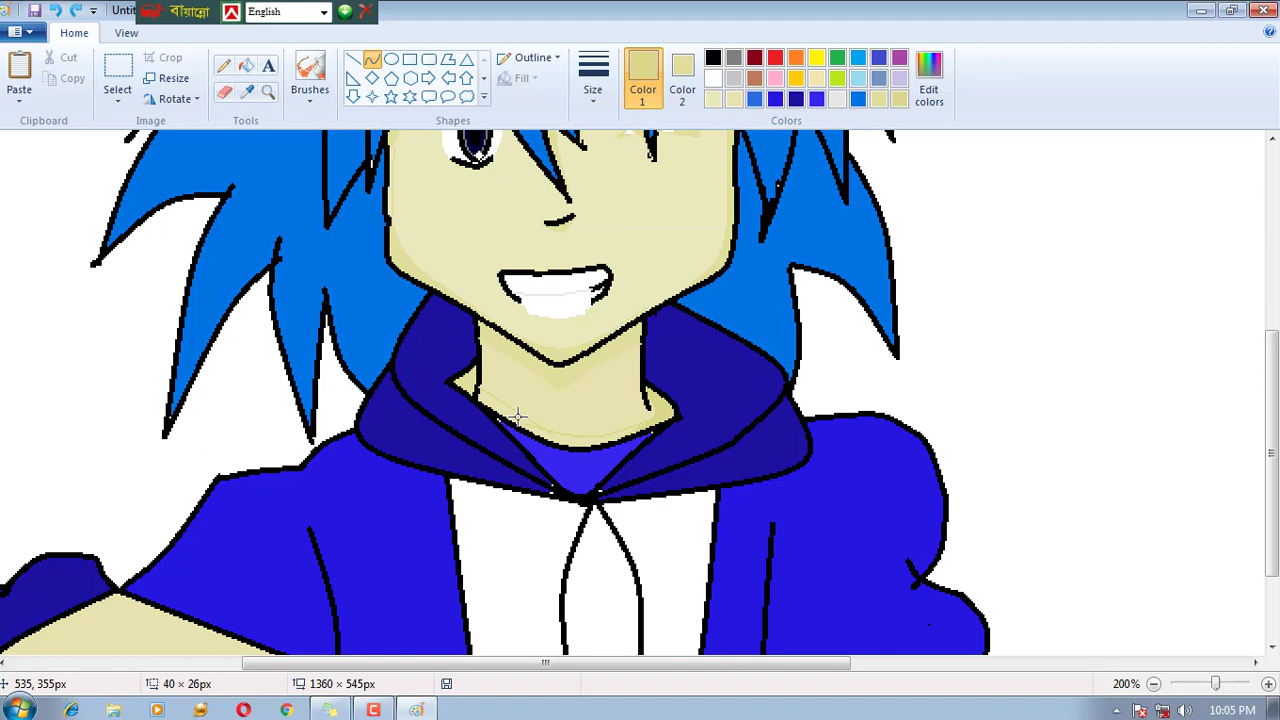 Untit
বায়ান্নো
English
Home
View
Paste
Cut
Copy
Clipboard
Select
Crop
Resize
Rotate
Image
A
Tools
Brushes
Outline
Fill
Shapes
Size
Color 1
Color 2
Edit colors
Colors
535, 355px
40 × 26px
1360 × 545px
200%
10:05 PM